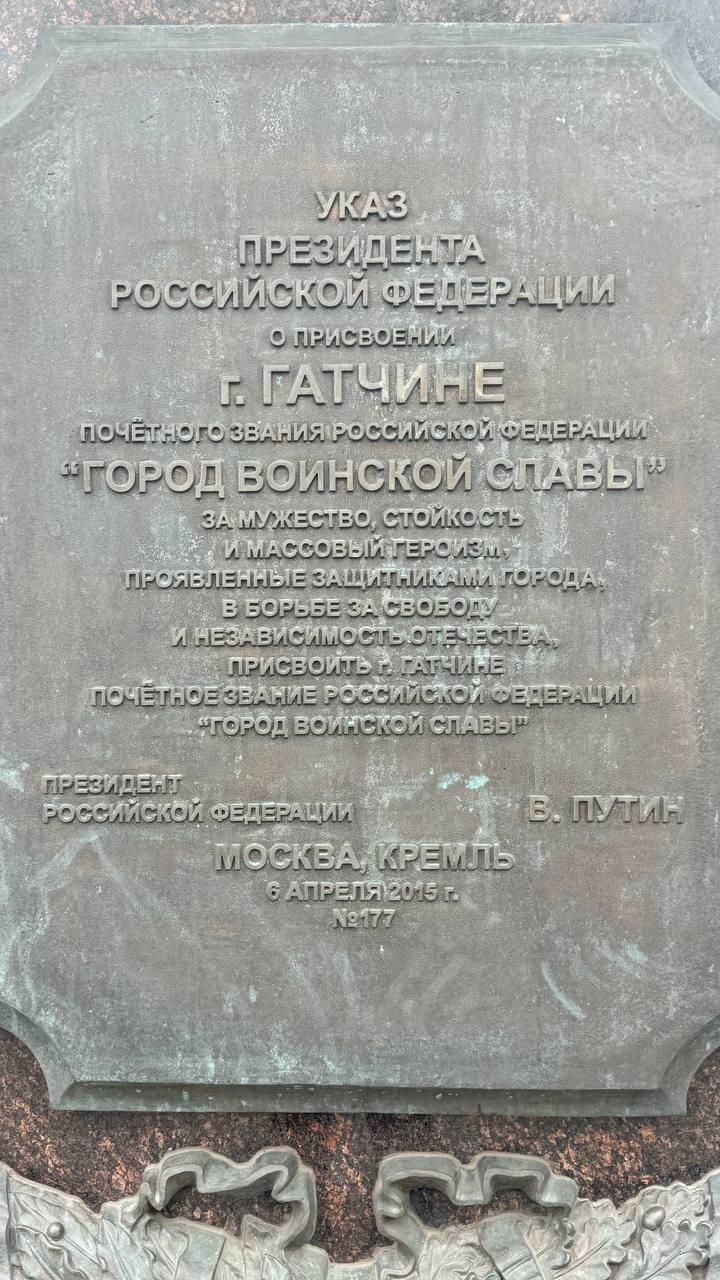 УКАЗ
ПРЕЗИДЕНТА
РОССИЙСКОЙ ФЕДЕРАЦИИ
О ПРИСВОЕНИИ
г. ГАТЧИНЕ
ПОЧЁТНОГО ЗВАНИЯ РОССИЙСКОЙ ФЕДЕРАЦИИ
“ГОРОД ВОИНСКОЙ СЛАВЫ”
ЗА МУЖЕСТВО, СТОЙКОСТЬ
И МАССОВЫЙ ГЕРОИЗМ,
ПРОЯВЛЕННЫЕ ЗАЩИТНИКАМИ ГОРОДА,
В БОРЬБЕ ЗА СВОБОДУ
И НЕЗАВИСИМОСТЬ ОТЕЧЕСТВА,
ПРИСВОИТЬ г. ГАТЧИНЕ
ПОЧЁТНОЕ ЗВАНИЕ РОССИЙСКОЙ ФЕДЕРАЦИИ
“ГОРОД ВОИНСКОЙ СЛАВЫ”
ПРЕЗИДЕНТ
РОССИЙСКОЙ ФЕДЕРАЦИИ В. ПУТИН
МОСКВА, КРЕМЛЬ
6 АПРЕЛЯ 2015 г.
№177